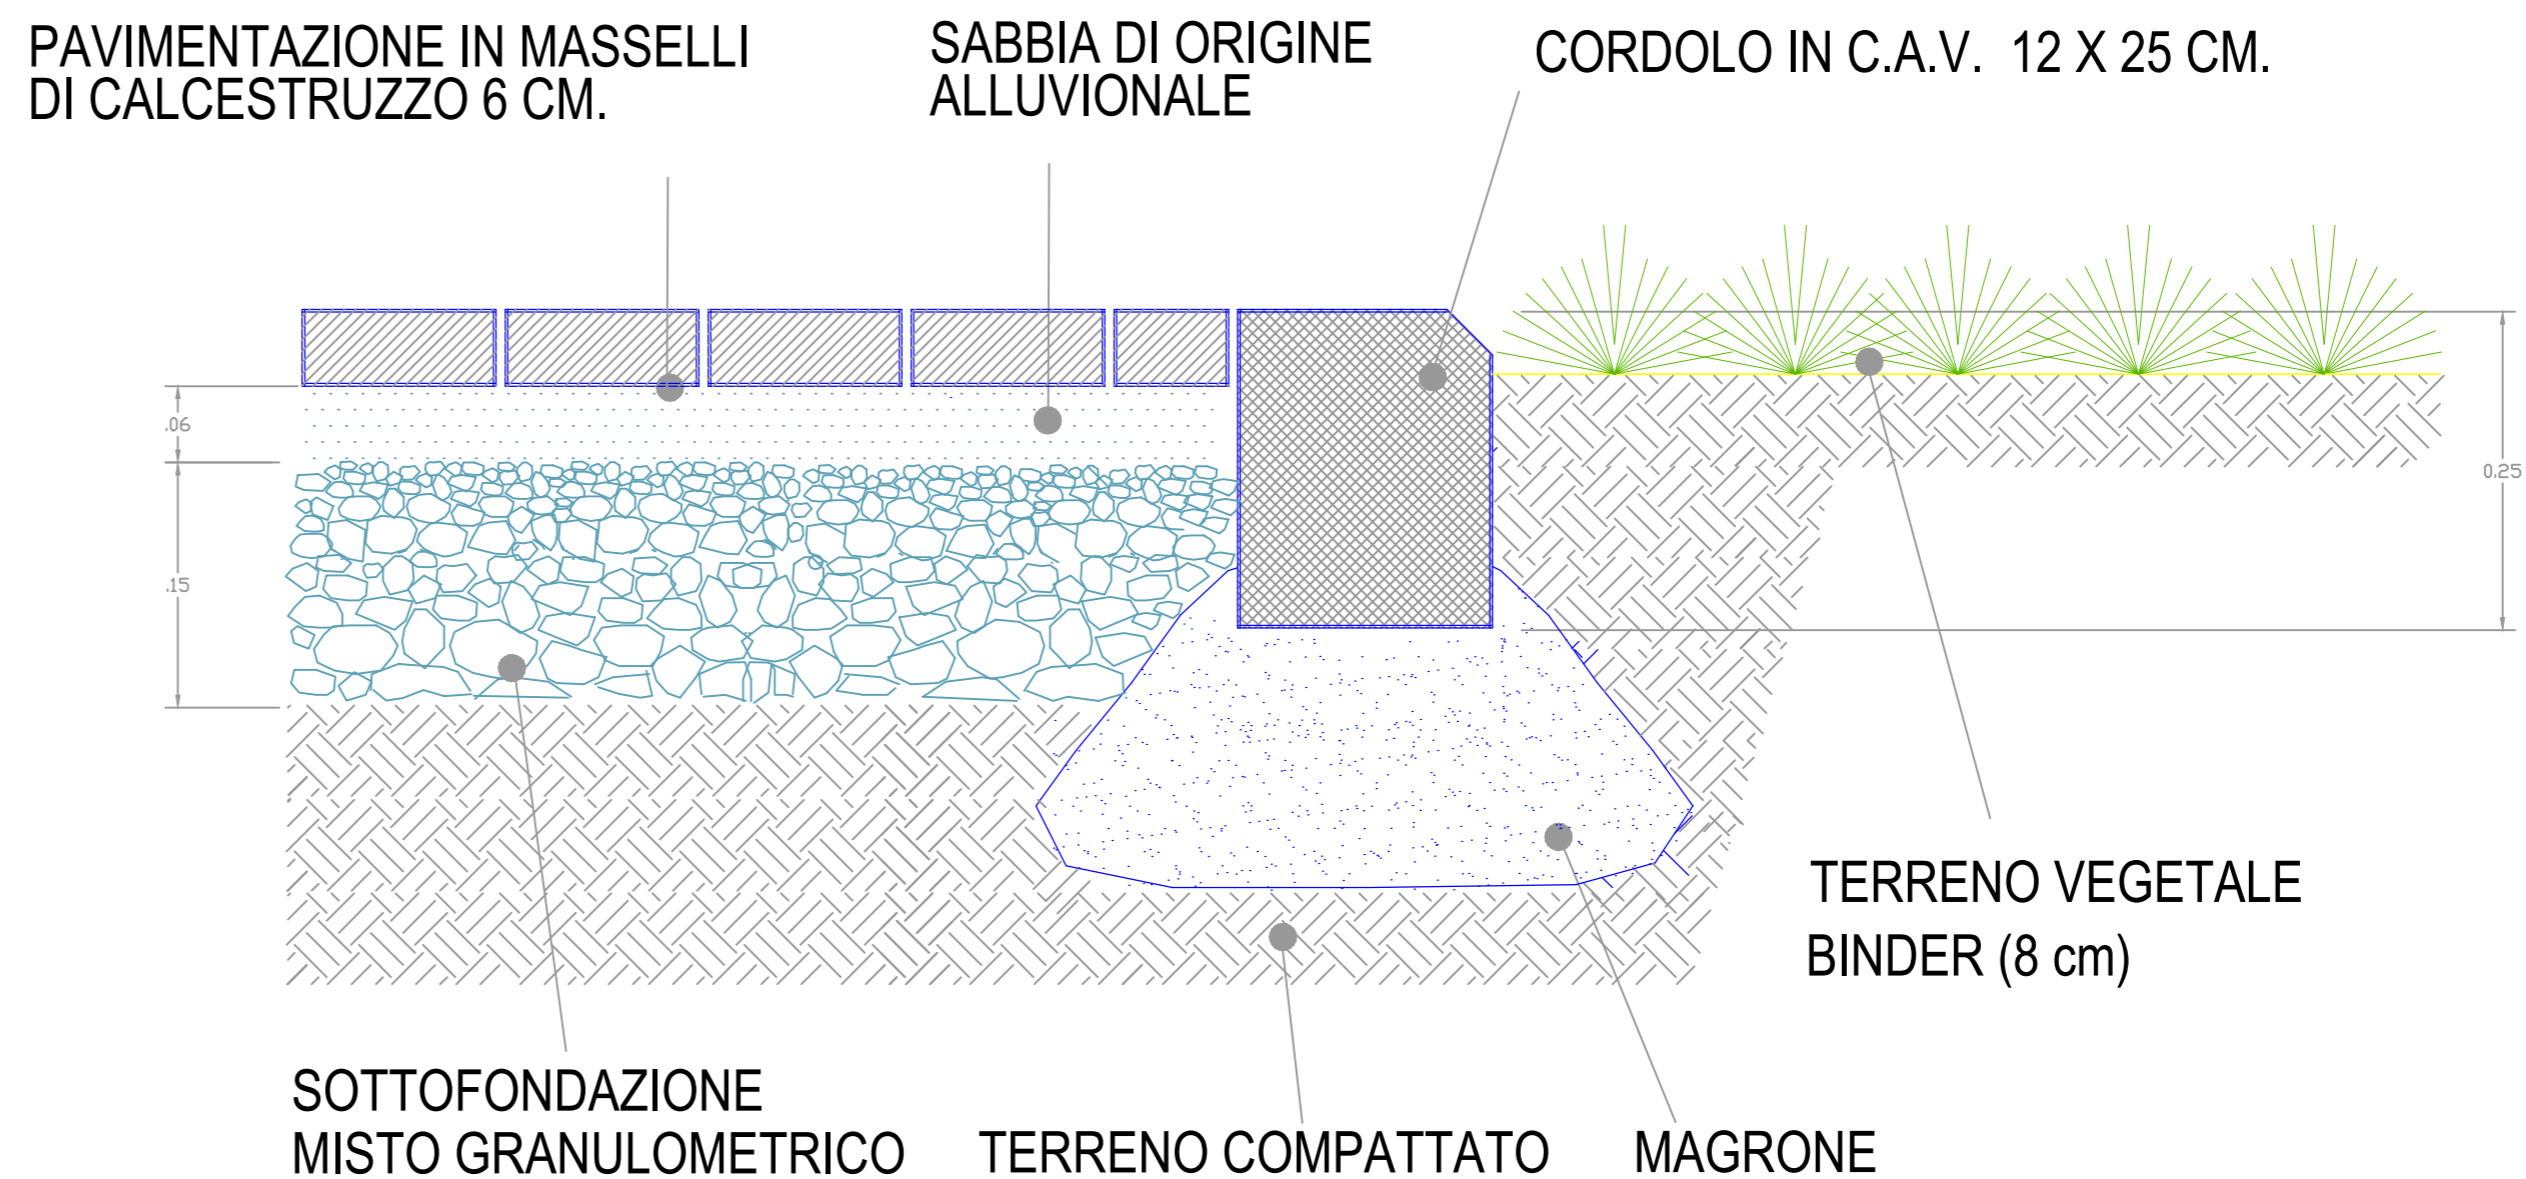 PAVIMENTAZIONE IN MASSELLI
DI CALCESTRUZZO 6 CM.
SABBIA DI ORIGINE
ALLUVIONALE
CORDOLO IN C.A.V. 12 X 25 CM.
.06
.15
0.25
TERRENO VEGETALE
BINDER (8 cm)
SOTTOFONDAZIONE
MISTO GRANULOMETRICO
TERRENO COMPATTATO
MAGRONE